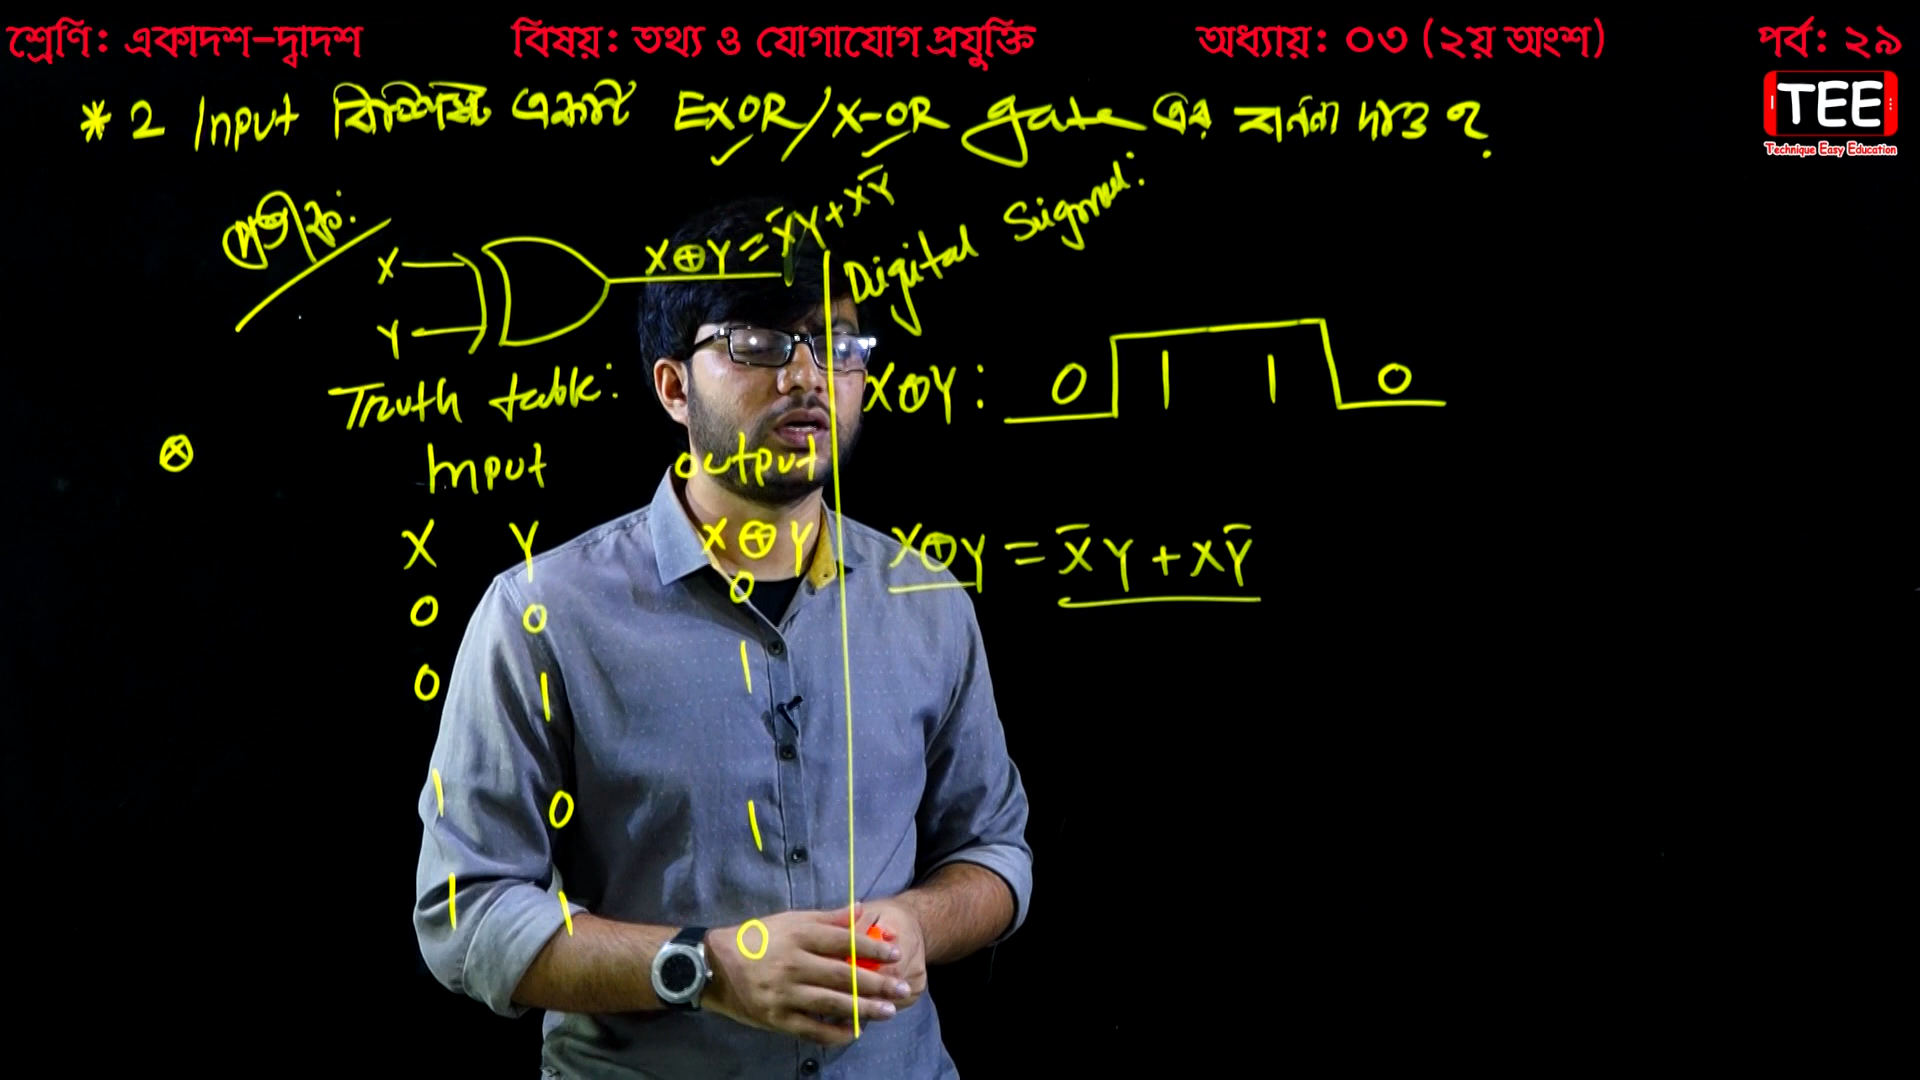 শ্রেণি: একাদশ-দ্বাদশ বিষয়: তথ্য ও যোগাযোগ প্রযুক্তি অধ্যায়: ০৩ (২য় অংশ) পর্ব: ২৯
TEE
Technique Easy Education
* 2 Input বিশিষ্ট একটি EXOR/X-OR gate এর বর্ননা দাও ?
প্রতীক:
X
Y
X⊕Y = X̄Y+XȲ
Truth table:
Input output
X Y X⊕Y
0 0 0
0 1 1
1 0 1
1 1 0
⊗
Digital Signal:
X⊕Y: 0 1 1 0
X⊕Y = X̄Y + XȲ